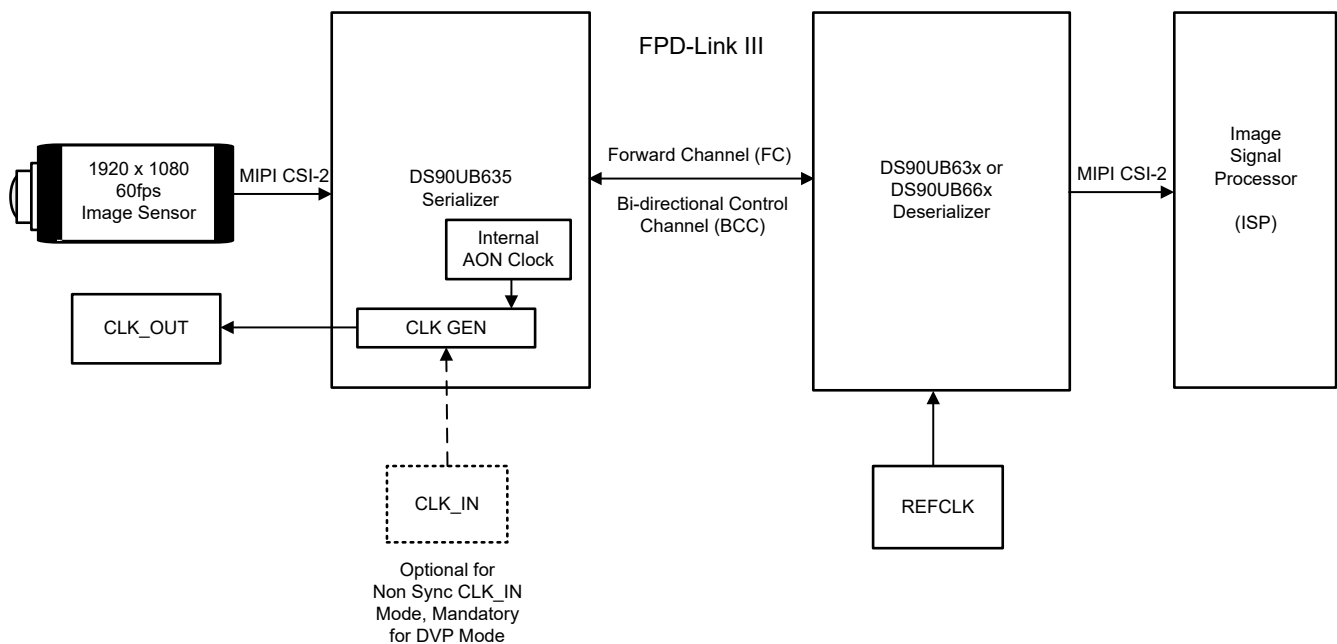 FPD-Link III
1920 x 1080
60fps
Image Sensor
MIPI CSI-2
DS90UB635
Serializer
Internal
AON Clock
CLK GEN
CLK_OUT
CLK_IN
Optional for
Non Sync CLK_IN
Mode, Mandatory
for DVP Mode
Forward Channel (FC)
Bi-directional Control
Channel (BCC)
DS90UB63x or
DS90UB66x
Deserializer
REFCLK
MIPI CSI-2
Image
Signal
Processor
(ISP)